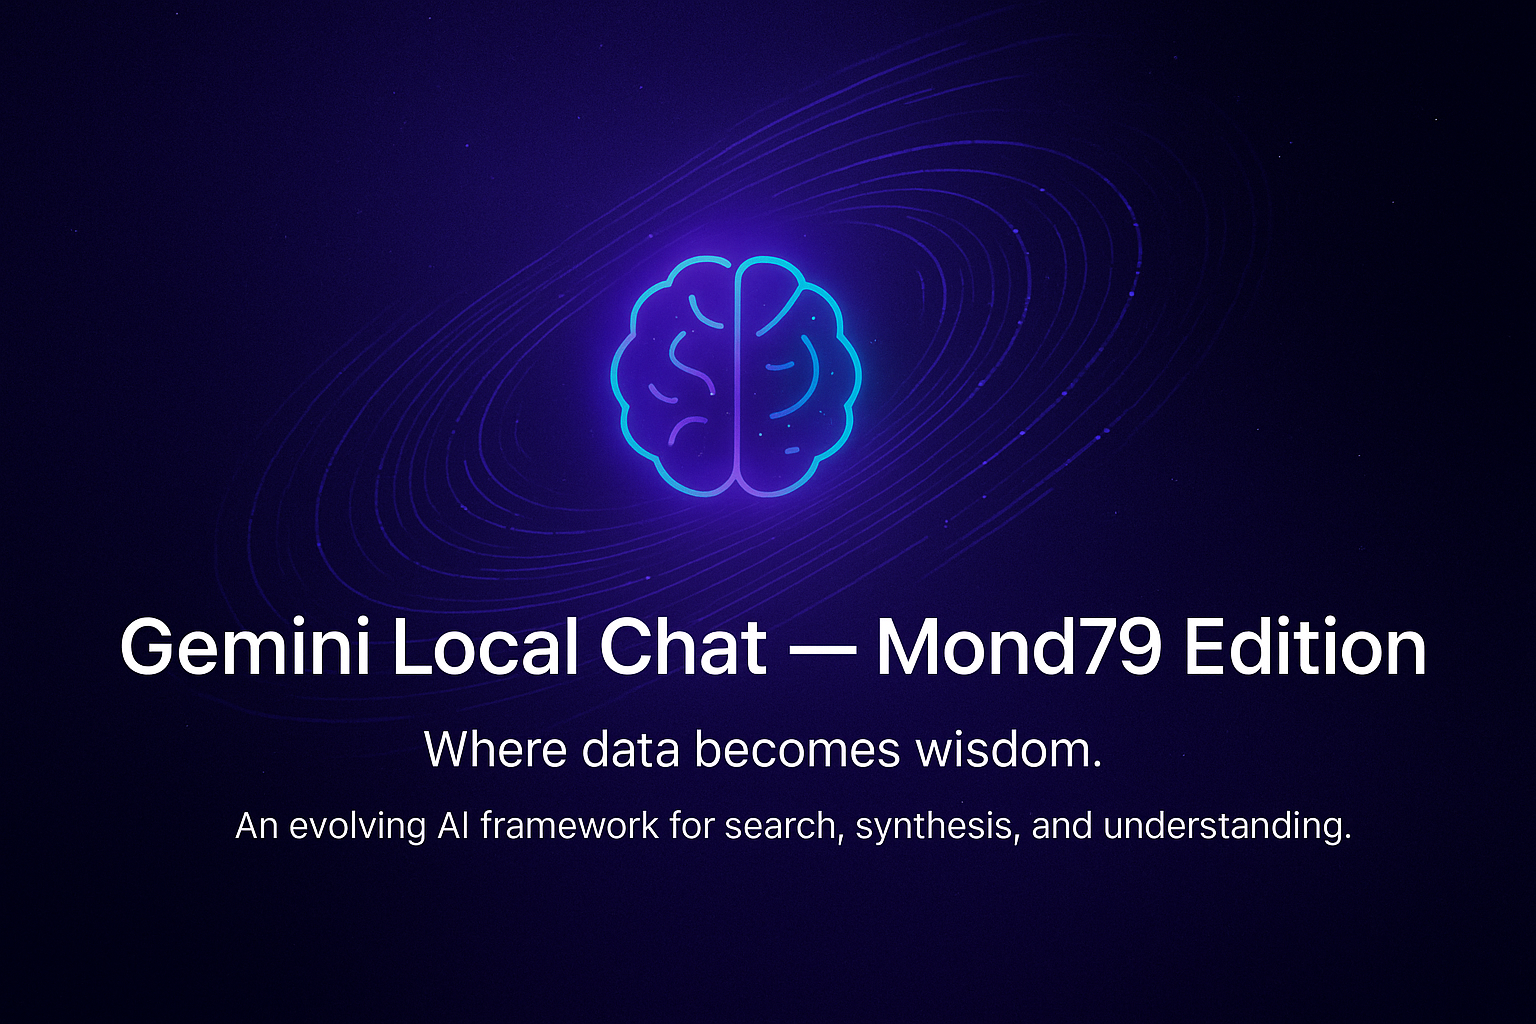 Gemini Local Chat — Mond79 Edition
Where data becomes wisdom.
An evolving AI framework for search, synthesis, and understanding.